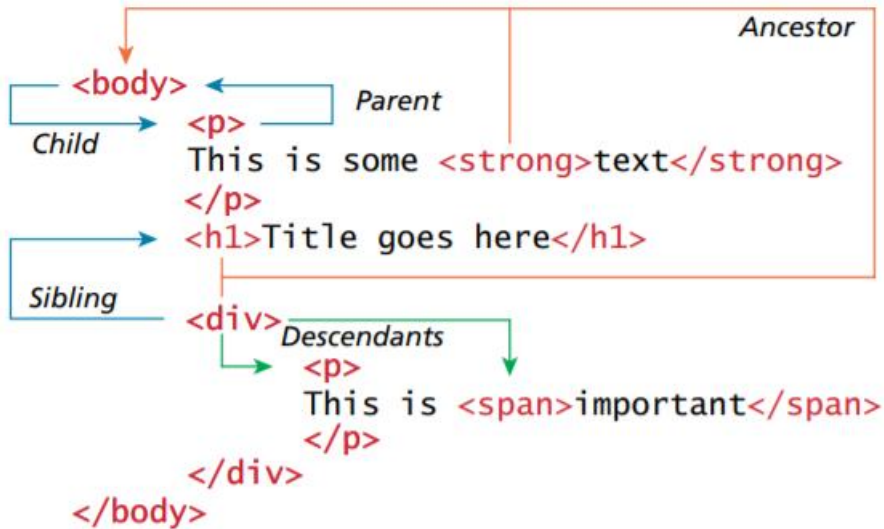 Ancestor
<body>
Parent
Child
<p>
This is some <strong>text</strong>
</p>
<h1>Title goes here</h1>
Sibling
<div>
Descendants
<p>
This is <span>important</span>
</p>
</div>
</body>